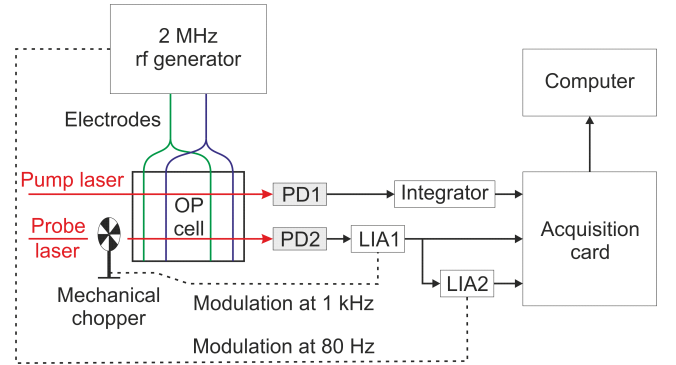 2 MHz
rf generator
Electrodes
Computer
Pump laser
PD1
Integrator
OP
cell
Probe
laser
PD2
LIA1
Acquisition
card
LIA2
Mechanical
chopper
Modulation at 1 kHz
Modulation at 80 Hz